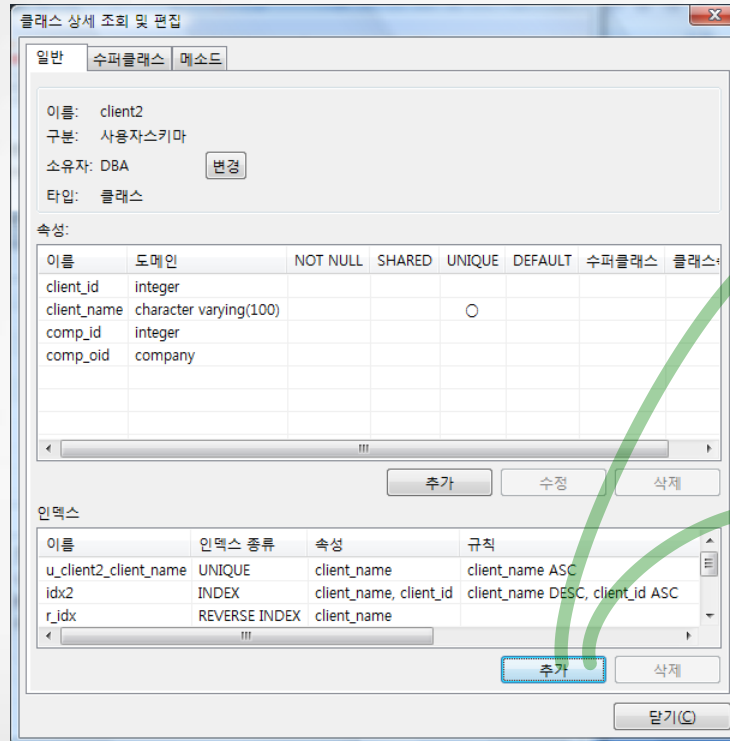 클래스 상세 조회 및 편집
일반 수퍼클래스 메소드
이름: client2
구분: 사용자스키마
소유자: DBA 변경
타입: 클래스
속성:
이름 도메인 NOT NULL SHARED UNIQUE DEFAULT 수퍼클래스 클래스
client_id integer
client_name character varying(100) ○
comp_id integer
comp_oid company
추가 수정 삭제
인덱스
이름 인덱스 종류 속성 규칙
u_client2_client_name UNIQUE client_name client_name ASC
idx2 INDEX client_name, client_id client_name DESC, client_id ASC
r_idx REVERSE INDEX client_name
추가 삭제
닫기(C)